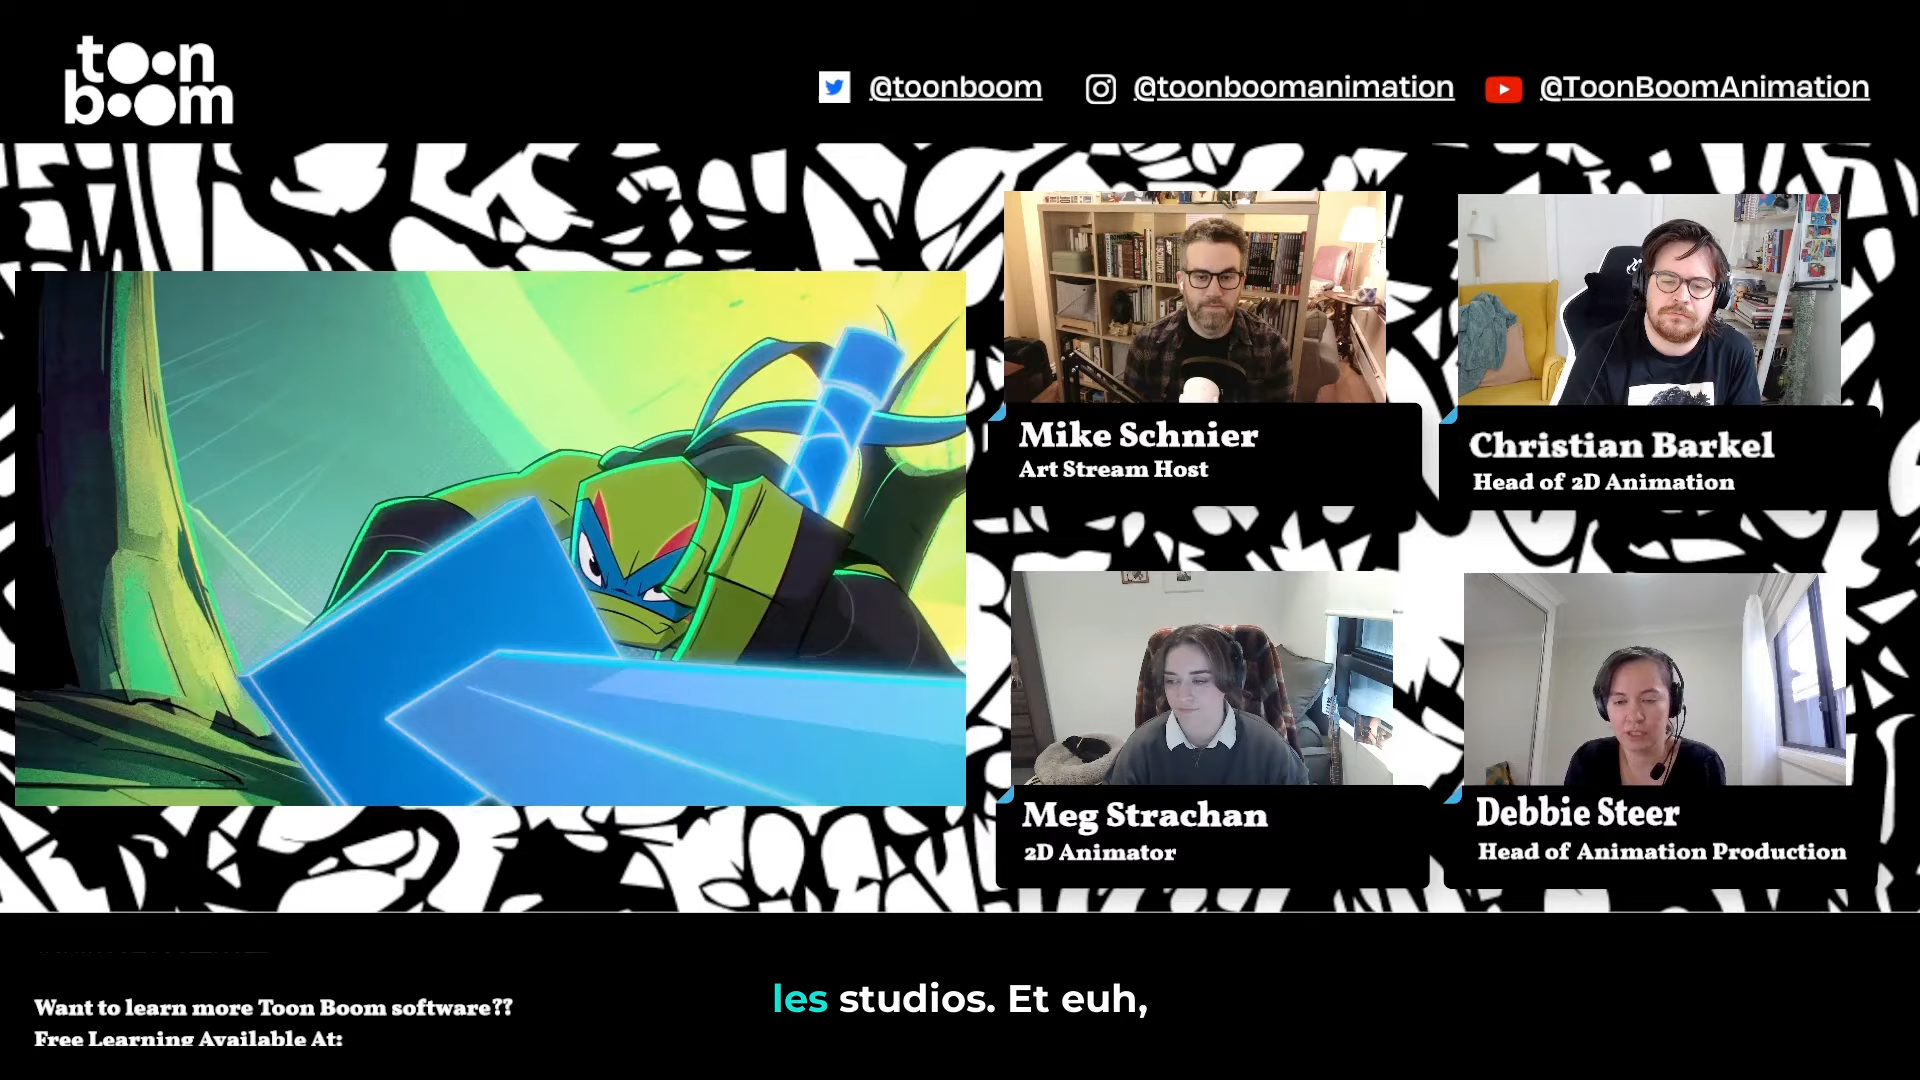 toon
boom
@toonboom
@toonboomanimation
@ToonBoomAnimation
Mike Schnier
Art Stream Host
Christian Barkel
Head of 2D Animation
Meg Strachan
2D Animator
Debbie Steer
Head of Animation Production
Want to learn more Toon Boom software??
Free Learning Available At:
les studios. Et euh,